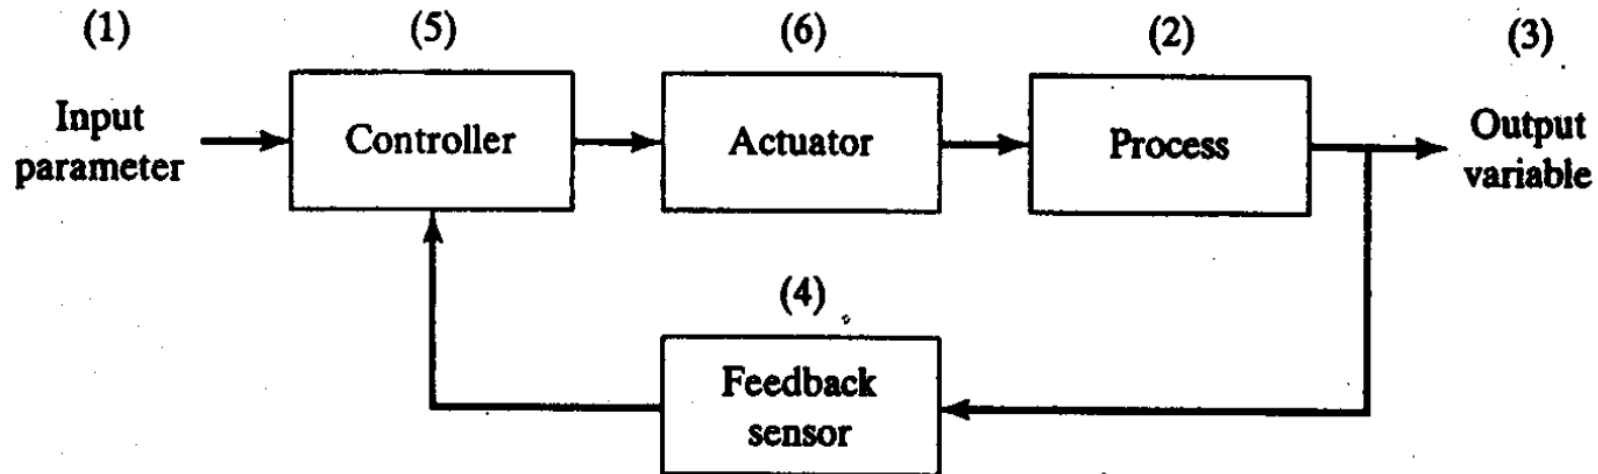 (1)
(5)
(6)
(2)
(3)
Input
parameter
Controller
Actuator
Process
Output
variable
(4)
Feedback
sensor